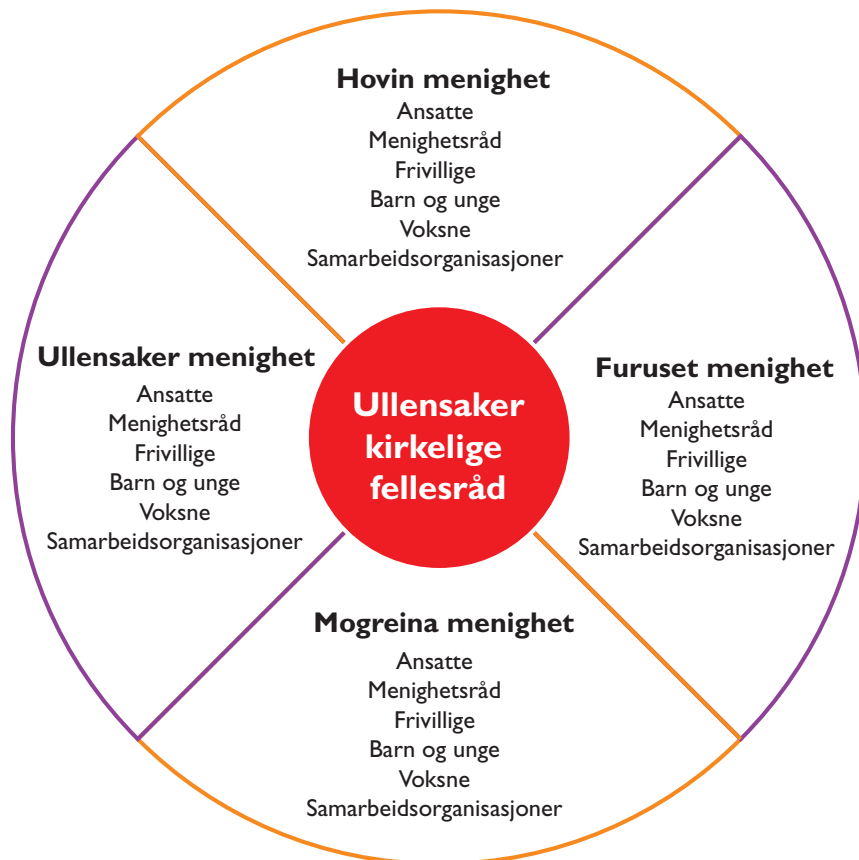 Hovin menighet
Ansatte
Menighetsråd
Frivillige
Barn og unge
Voksne
Samarbeidsorganisasjoner
Ullensaker menighet
Ansatte
Menighetsråd
Frivillige
Barn og unge
Voksne
Samarbeidsorganisasjoner
Ullensaker
kirkelige
fellesråd
Furuset menighet
Ansatte
Menighetsråd
Frivillige
Barn og unge
Voksne
Samarbeidsorganisasjoner
Mogreina menighet
Ansatte
Menighetsråd
Frivillige
Barn og unge
Voksne
Samarbeidsorganisasjoner